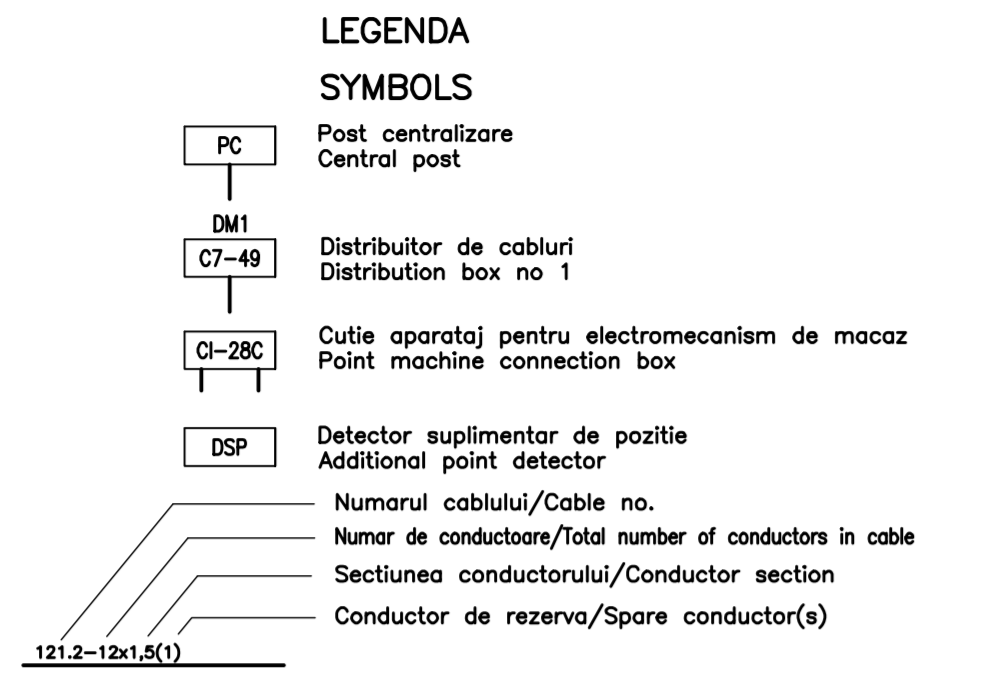 LEGENDA
SYMBOLS
PC
Post centralizare
Central post
DM1
C7-49
Distribuitor de cabluri
Distribution box no 1
CI-28C
Cutie aparataj pentru electromecanism de macaz
Point machine connection box
DSP
Detector suplimentar de pozitie
Additional point detector
Numarul cablului/Cable no.
Numar de conductoare/Total number of conductors in cable
Sectiunea conductorului/Conductor section
Conductor de rezerva/Spare conductor(s)
121.2-12x1,5(1)